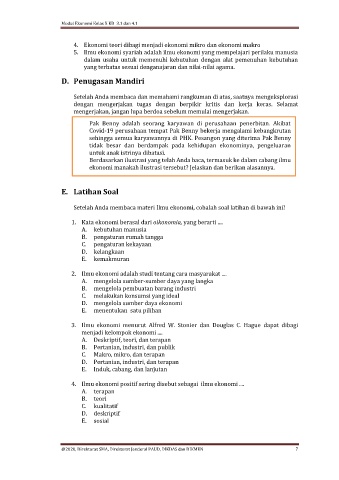 Modul Ekonomi Kelas X KD 3.1 dan 4.1
4. Ekonomi teori dibagi menjadi ekonomi mikro dan ekonomi makro
5. Ilmu ekonomi syariah adalah ilmu ekonomi yang mempelajari perilaku manusia
dalam usaha untuk memenuhi kebutuhan dengan alat pemenuhan kebutuhan
yang terbatas sesuai denganajaran dan nilai-nilai agama.
D. Penugasan Mandiri
Setelah Anda membaca dan memahami rangkuman di atas, saatnya mengeksplorasi
dengan mengerjakan tugas dengan berpikir kritis dan kerja keras. Selamat
mengerjakan, jangan lupa berdoa sebelum memulai mengerjakan.
Pak Benny adalah seorang karyawan di perusahaan penerbitan. Akibat
Covid-19 perusahaan tempat Pak Benny bekerja mengalami kebangkrutan
sehingga semua karyawannya di PHK. Pesangon yang diterima Pak Benny
tidak besar dan berdampak pada kehidupan ekonominya, pengeluaran
untuk anak istrinya dibatasi.
Berdasarkan ilustrasi yang telah Anda baca, termasuk ke dalam cabang ilmu
ekonomi manakah ilustrasi tersebut? Jelaskan dan berikan alasannya.
E. Latihan Soal
Setelah Anda membaca materi Ilmu ekonomi, cobalah soal latihan di bawah ini!
1. Kata ekonomi berasal dari oikonomia, yang berarti ....
A. kebutuhan manusia
B. pengaturan rumah tangga
C. pengaturan kekayaan
D. kelangkaan
E. kemakmuran
2. Ilmu ekonomi adalah studi tentang cara masyarakat ...
A. mengelola sumber-sumber daya yang langka
B. mengelola pembuatan barang industri
C. melakukan konsumsi yang ideal
D. mengelola sumber daya ekonomi
E. menentukan satu pilihan
3. Ilmu ekonomi menurut Alfred W. Stonier dan Douglas C. Hague dapat dibagi
menjadi kelompok ekonomi ....
A. Deskriptif, teori, dan terapan
B. Pertanian, industri, dan publik
C. Makro, mikro, dan terapan
D. Pertanian, industri, dan terapan
E. Induk, cabang, dan lanjutan
4. Ilmu ekonomi positif sering disebut sebagai ilmu ekonomi ....
A. terapan
B. teori
C. kualitatif
D. deskriptif
E. sosial
@2020, Direktorat SMA, Direktorat Jenderal PAUD, DIKDAS dan DIKMEN 7